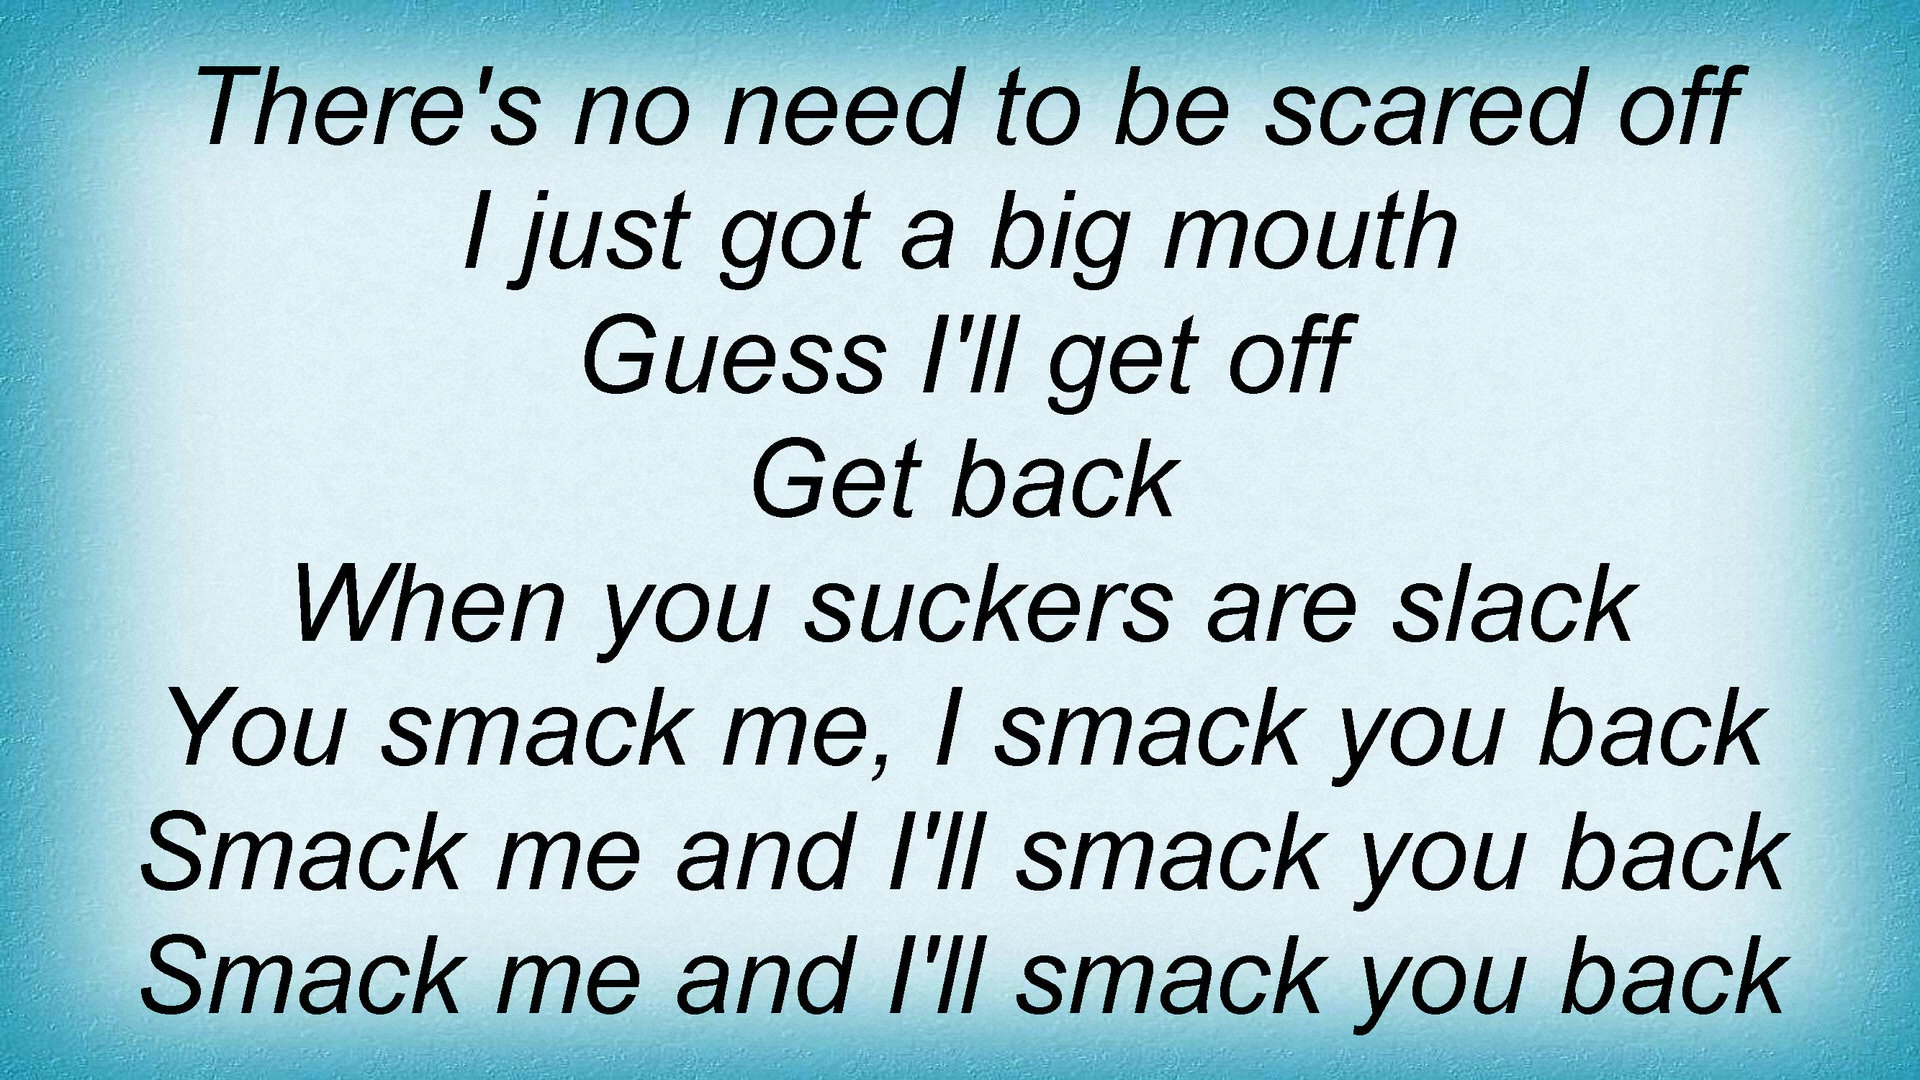 There's no need to be scared off
I just got a big mouth
Guess I'll get off
Get back
When you suckers are slack
You smack me, I smack you back
Smack me and I'll smack you back
Smack me and I'll smack you back